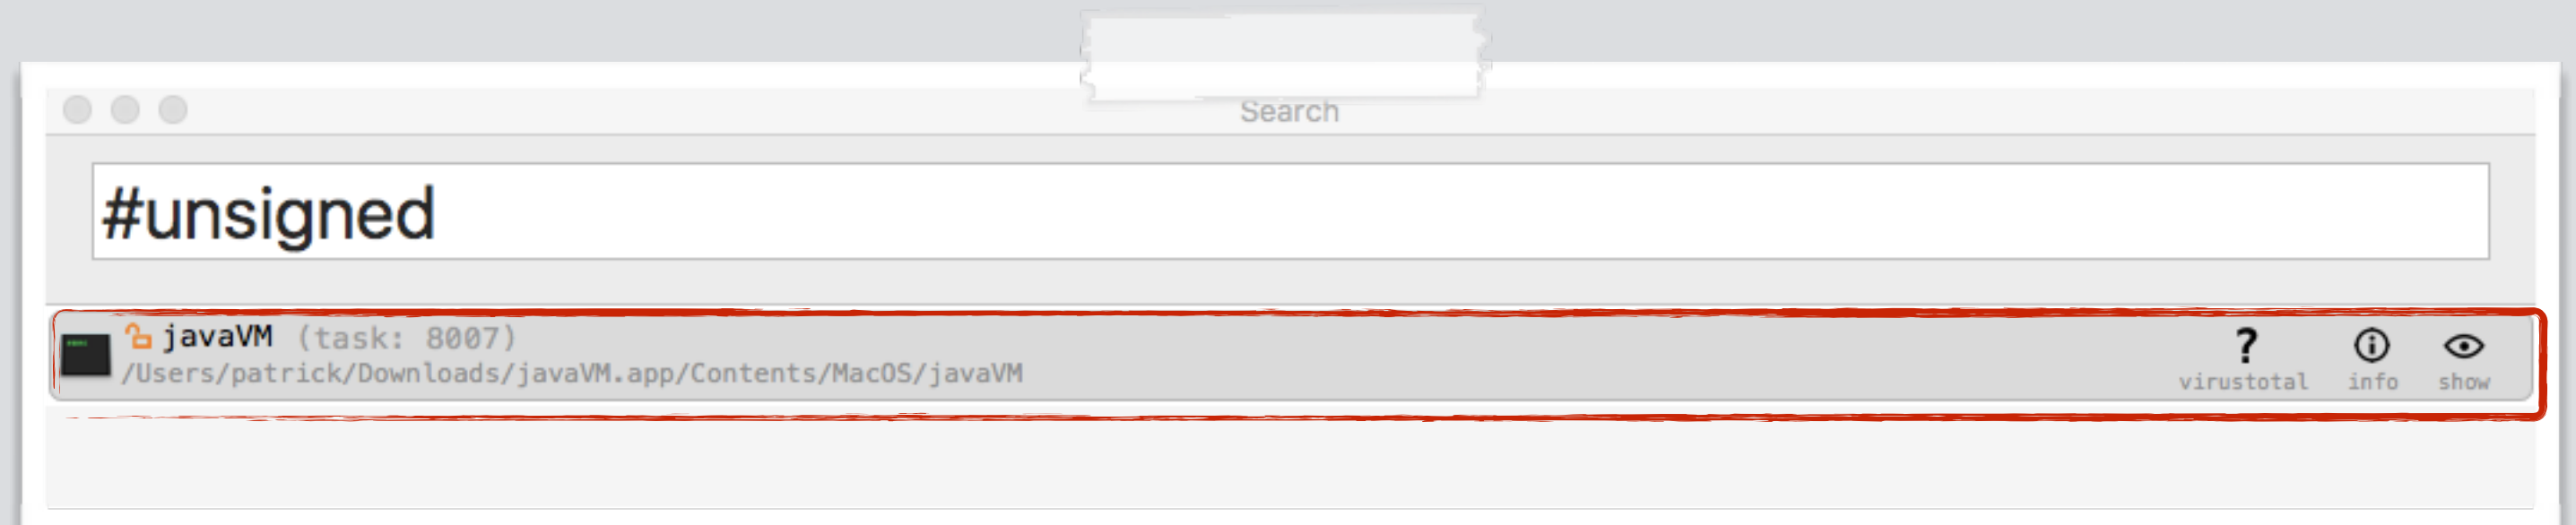 Search
#unsigned
javaVM (task: 8007)
/Users/patrick/Downloads/javaVM.app/Contents/MacOS/javaVM
?
virustotal
info
show